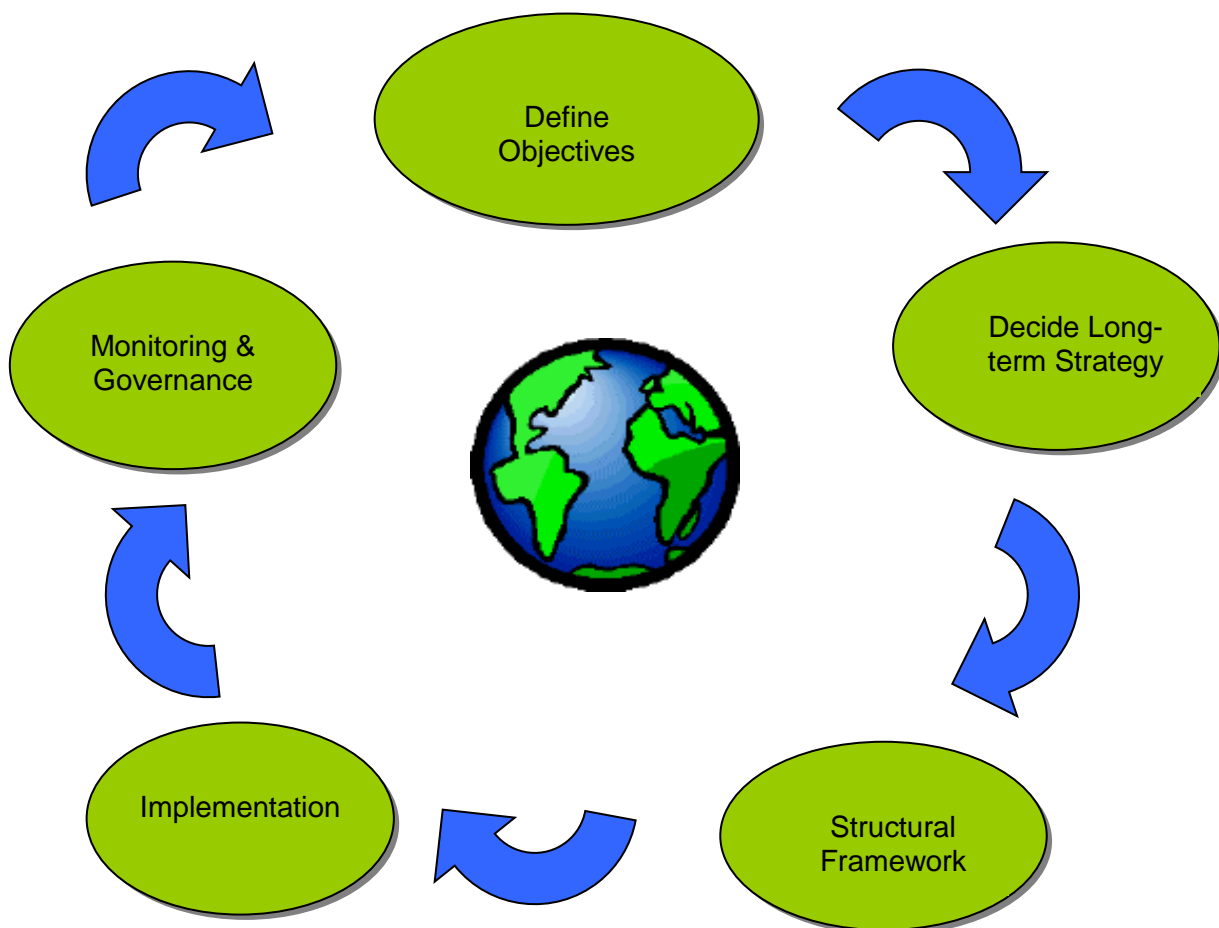 Define
Objectives
Decide Long-
term Strategy
Structural
Framework
Implementation
Monitoring &
Governance